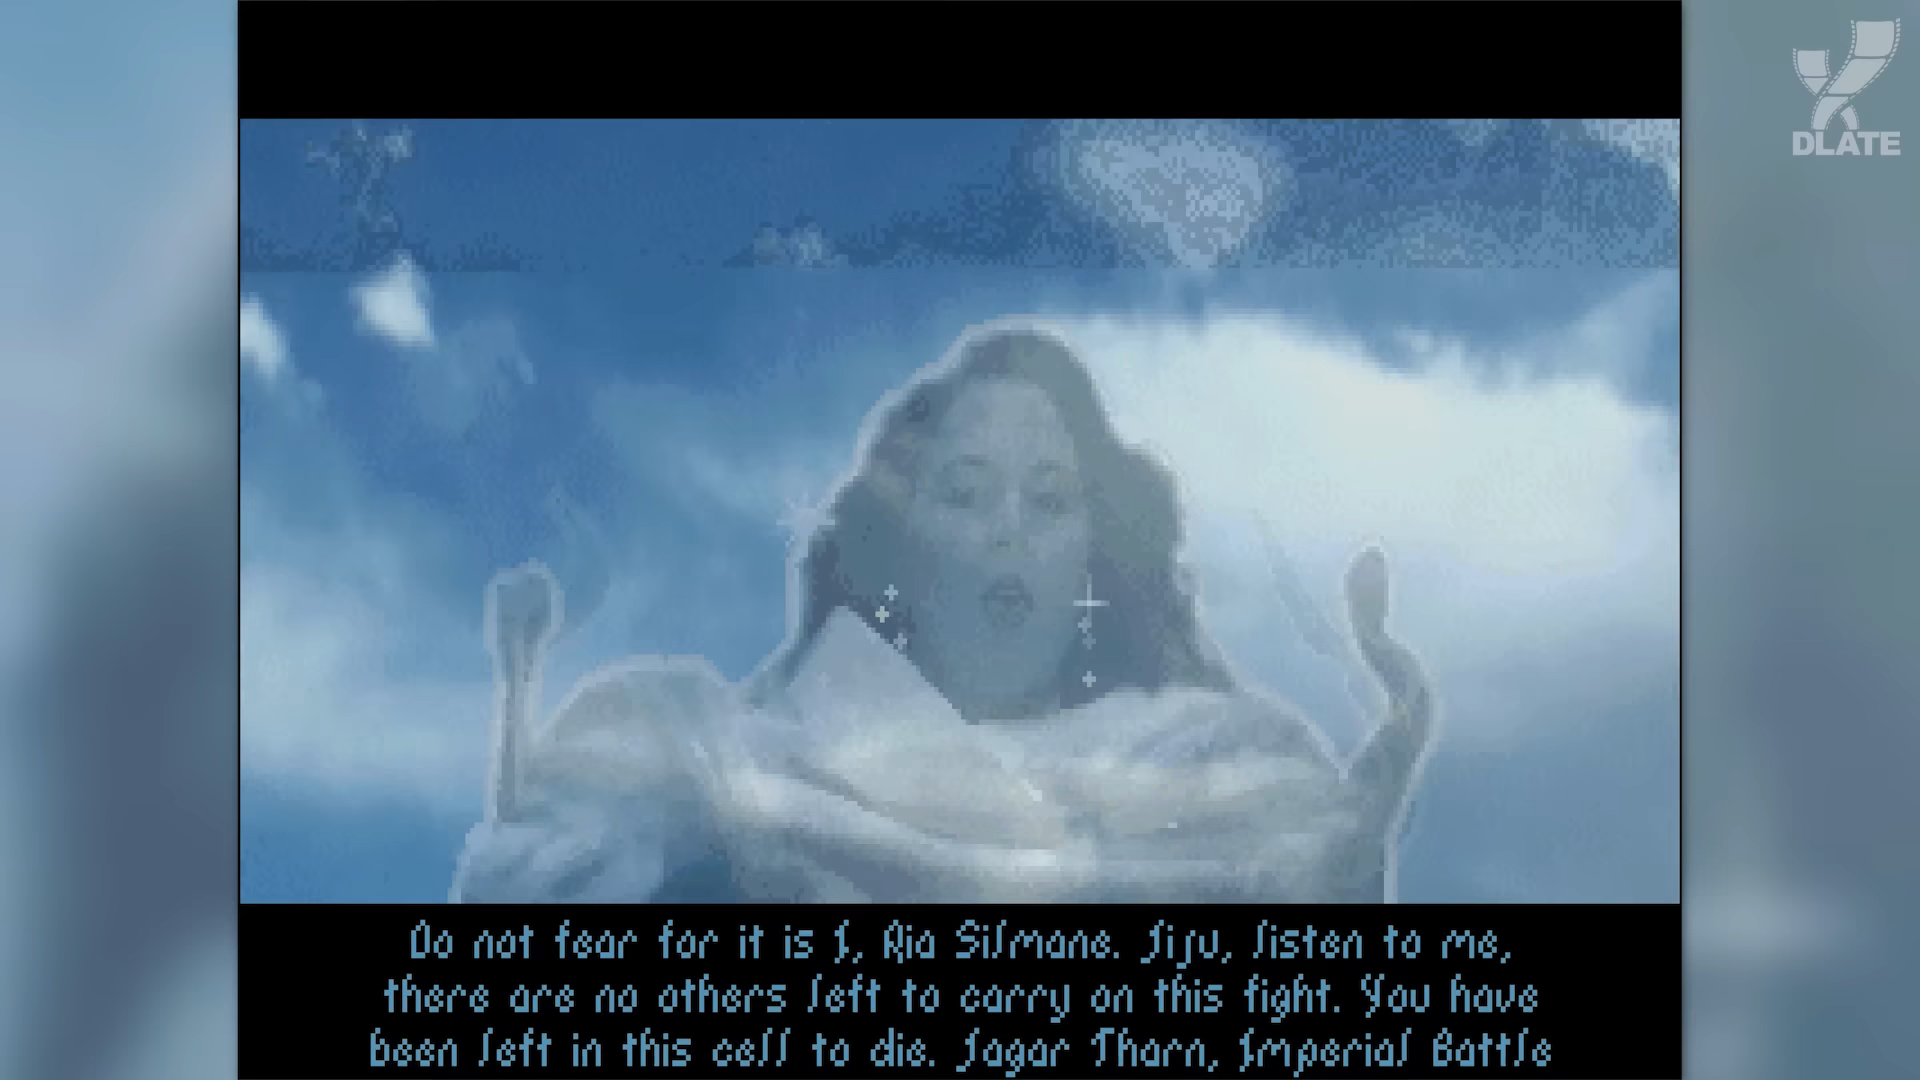 DLATE
Do not fear for it is I, Ria Silmane. Jiju, listen to me,
there are no others left to carry on this fight. You have
been left in this cell to die. Jagar Tharn, Imperial Battle